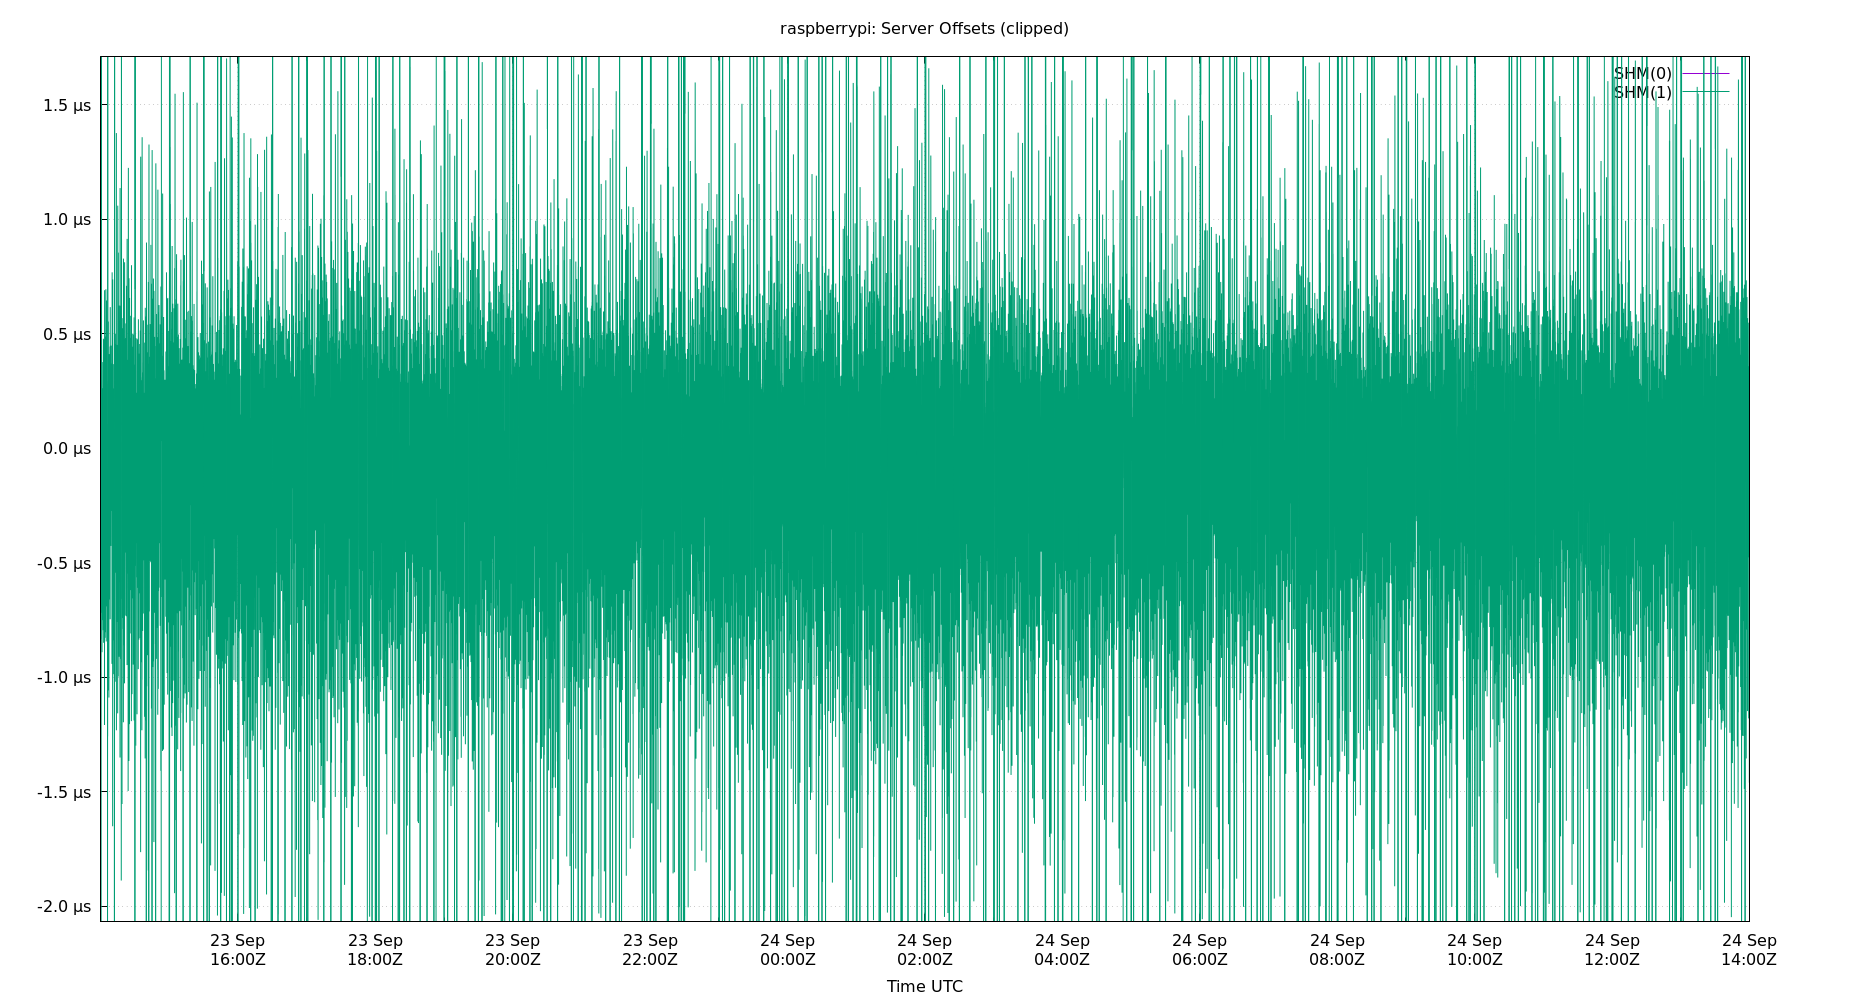 raspberrypi: Server Offsets (clipped)
SHM(0)
SHM(1)
1.5 µs
1.0 µs
0.5 µs
0.0 µs
-0.5 µs
-1.0 µs
-1.5 µs
-2.0 µs
23 Sep 23 Sep 23 Sep 23 Sep 24 Sep 24 Sep 24 Sep 24 Sep 24 Sep 24 Sep 24 Sep 24 Sep
16:00Z 18:00Z 20:00Z 22:00Z 00:00Z 02:00Z 04:00Z 06:00Z 08:00Z 10:00Z 12:00Z 14:00Z
Time UTC